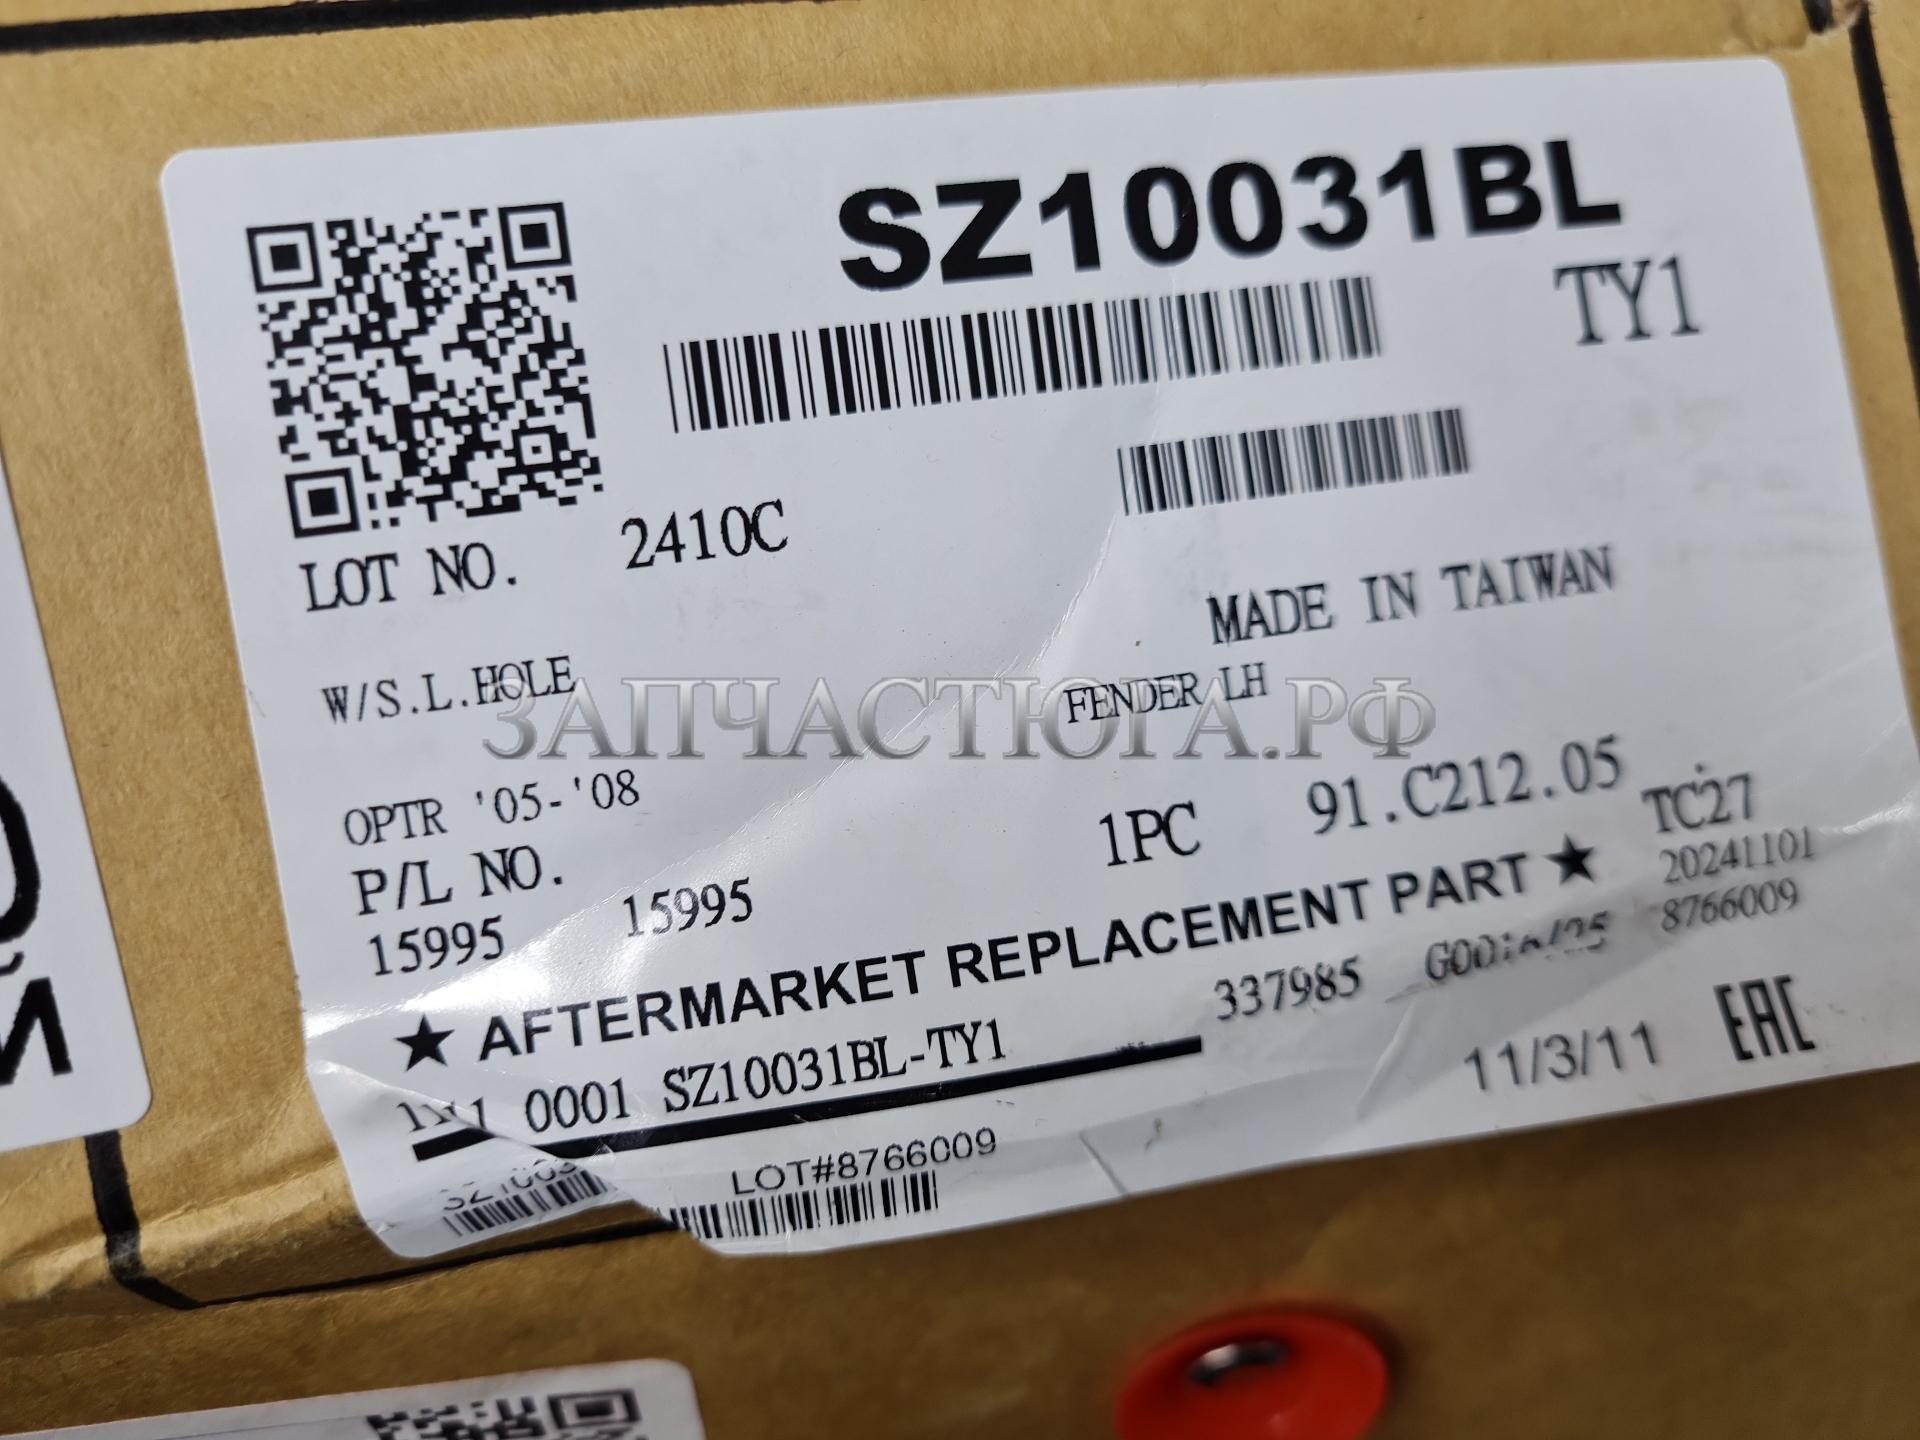 SZ10031BL
TY1
LOT NO. 2410C
MADE IN TAIWAN
W/S.L.HOLE
FENDER LH
ЗАПЧАСТЮГА.РФ
OPTR '05-'08
1PC 91.C212.05
TC27
P/L NO.
20241101
15995 15995
8766009
★ AFTERMARKET REPLACEMENT PART ★
337985
0001 SZ10031BL-TY1
11/3/11 EAC
LOT#8766009
й